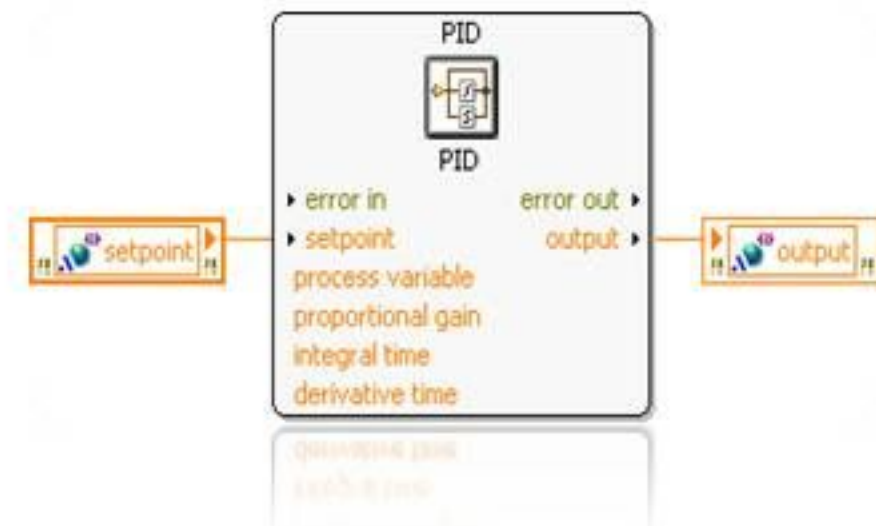 PID
PID
error in
error out
setpoint
setpoint
output
output
process variable
proportional gain
integral time
derivative time